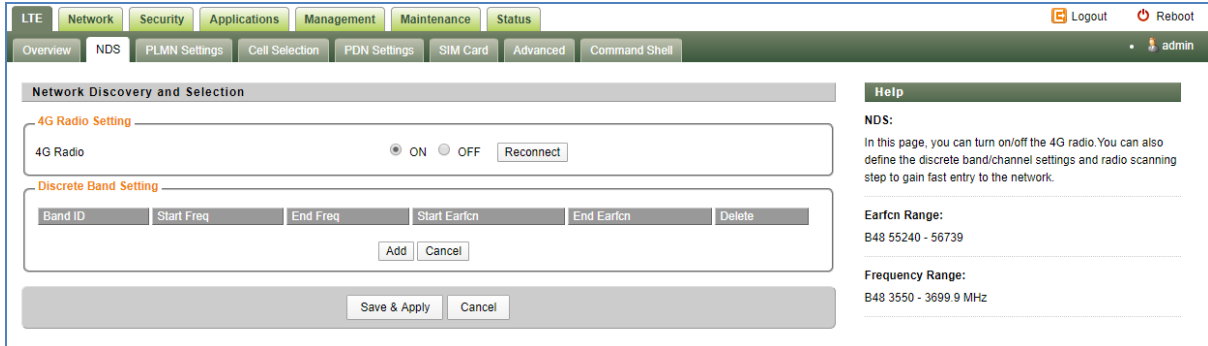 LTE Network Security Applications Management Maintenance Status Logout Reboot
Overview NDS PLMN Settings Cell Selection PDN Settings SIM Card Advanced Command Shell admin
Network Discovery and Selection
4G Radio Setting
4G Radio ON OFF Reconnect
Discrete Band Setting
Band ID Start Freq End Freq Start Earfcn End Earfcn Delete
Add Cancel
Save & Apply Cancel
Help
NDS:
In this page, you can turn on/off the 4G radio.You can also
define the discrete band/channel settings and radio scanning
step to gain fast entry to the network.
Earfcn Range:
B48 55240 - 56739
Frequency Range:
B48 3550 - 3699.9 MHz